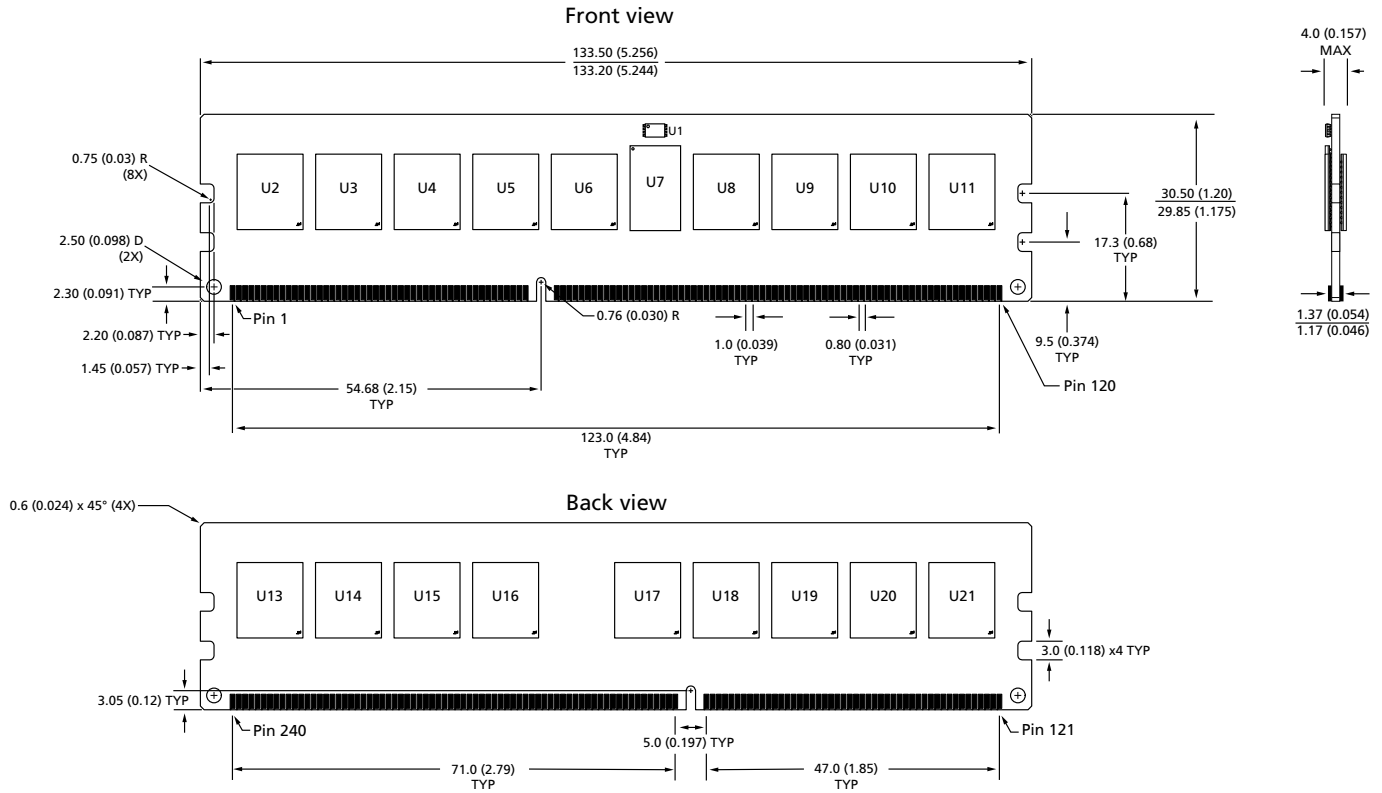 Front view
133.50 (5.256)
133.20 (5.244)
4.0 (0.157)
MAX
U1
0.75 (0.03) R
(8X)
U2
U3
U4
U5
U6
U7
U8
U9
U10
U11
30.50 (1.20)
29.85 (1.175)
2.50 (0.098) D
(2X)
17.3 (0.68)
TYP
2.30 (0.091) TYP
Pin 1
0.76 (0.030) R
1.37 (0.054)
1.17 (0.046)
2.20 (0.087) TYP
1.0 (0.039)
TYP
0.80 (0.031)
TYP
9.5 (0.374)
TYP
1.45 (0.057) TYP
54.68 (2.15)
TYP
Pin 120
123.0 (4.84)
TYP
Back view
0.6 (0.024) x 45° (4X)
U13
U14
U15
U16
U17
U18
U19
U20
U21
3.0 (0.118) x4 TYP
3.05 (0.12) TYP
Pin 240
5.0 (0.197) TYP
Pin 121
71.0 (2.79)
TYP
47.0 (1.85)
TYP